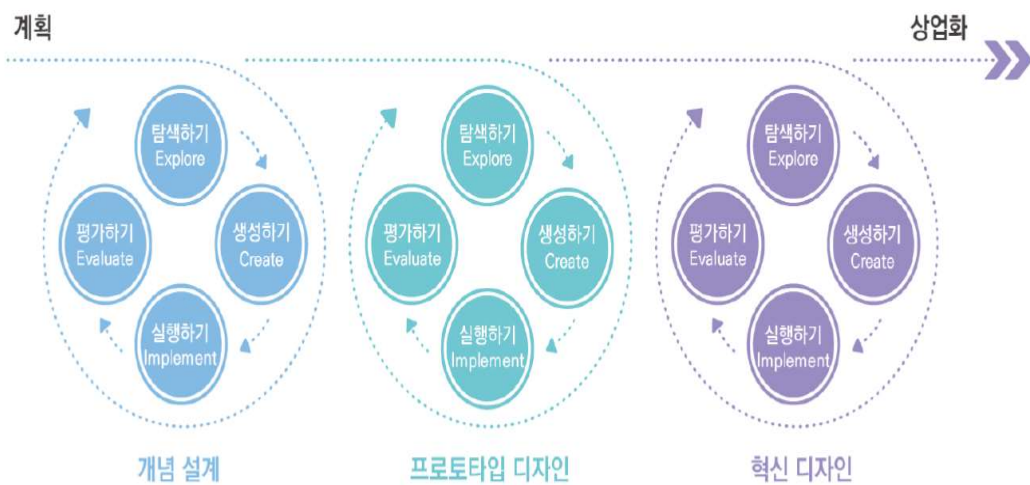 계획
상업화
탐색하기
Explore
평가하기
Evaluate
생성하기
Create
실행하기
Implement
개념 설계
탐색하기
Explore
평가하기
Evaluate
생성하기
Create
실행하기
Implement
프로토타입 디자인
탐색하기
Explore
평가하기
Evaluate
생성하기
Create
실행하기
Implement
혁신 디자인